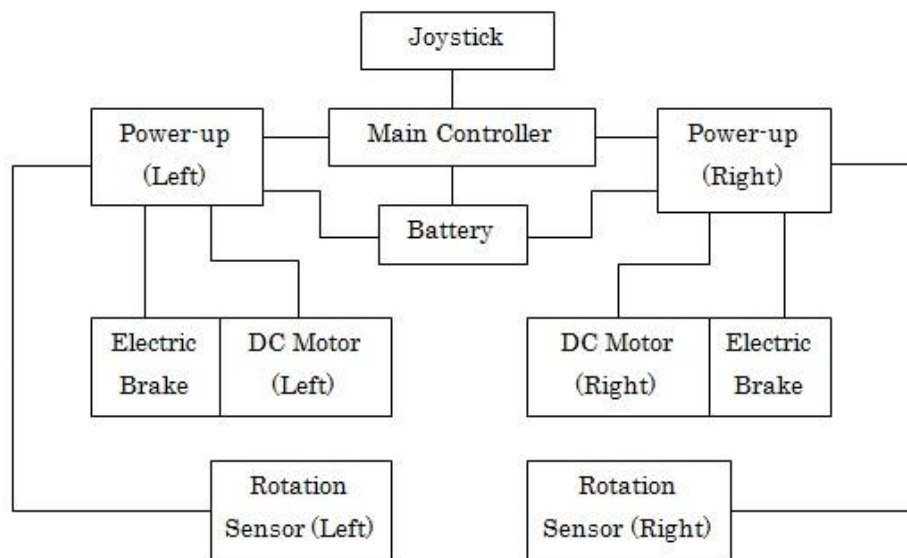 Joystick
Power-up
(Left)
Main Controller
Power-up
(Right)
Battery
Electric
Brake
DC Motor
(Left)
DC Motor
(Right)
Electric
Brake
Rotation
Sensor (Left)
Rotation
Sensor (Right)